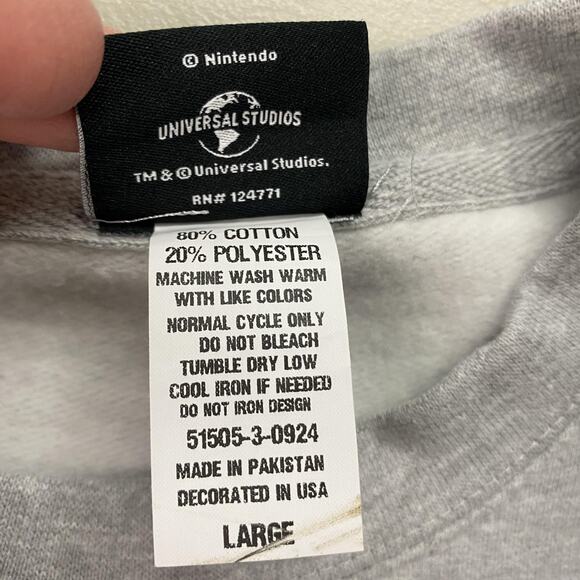 © Nintendo
UNIVERSAL STUDIOS
TM & © Universal Studios.
RN# 124771
80% COTTON
20% POLYESTER
MACHINE WASH WARM
WITH LIKE COLORS
NORMAL CYCLE ONLY
DO NOT BLEACH
TUMBLE DRY LOW
COOL IRON IF NEEDED
DO NOT IRON DESIGN
51505-3-0924
MADE IN PAKISTAN
DECORATED IN USA
LARGE